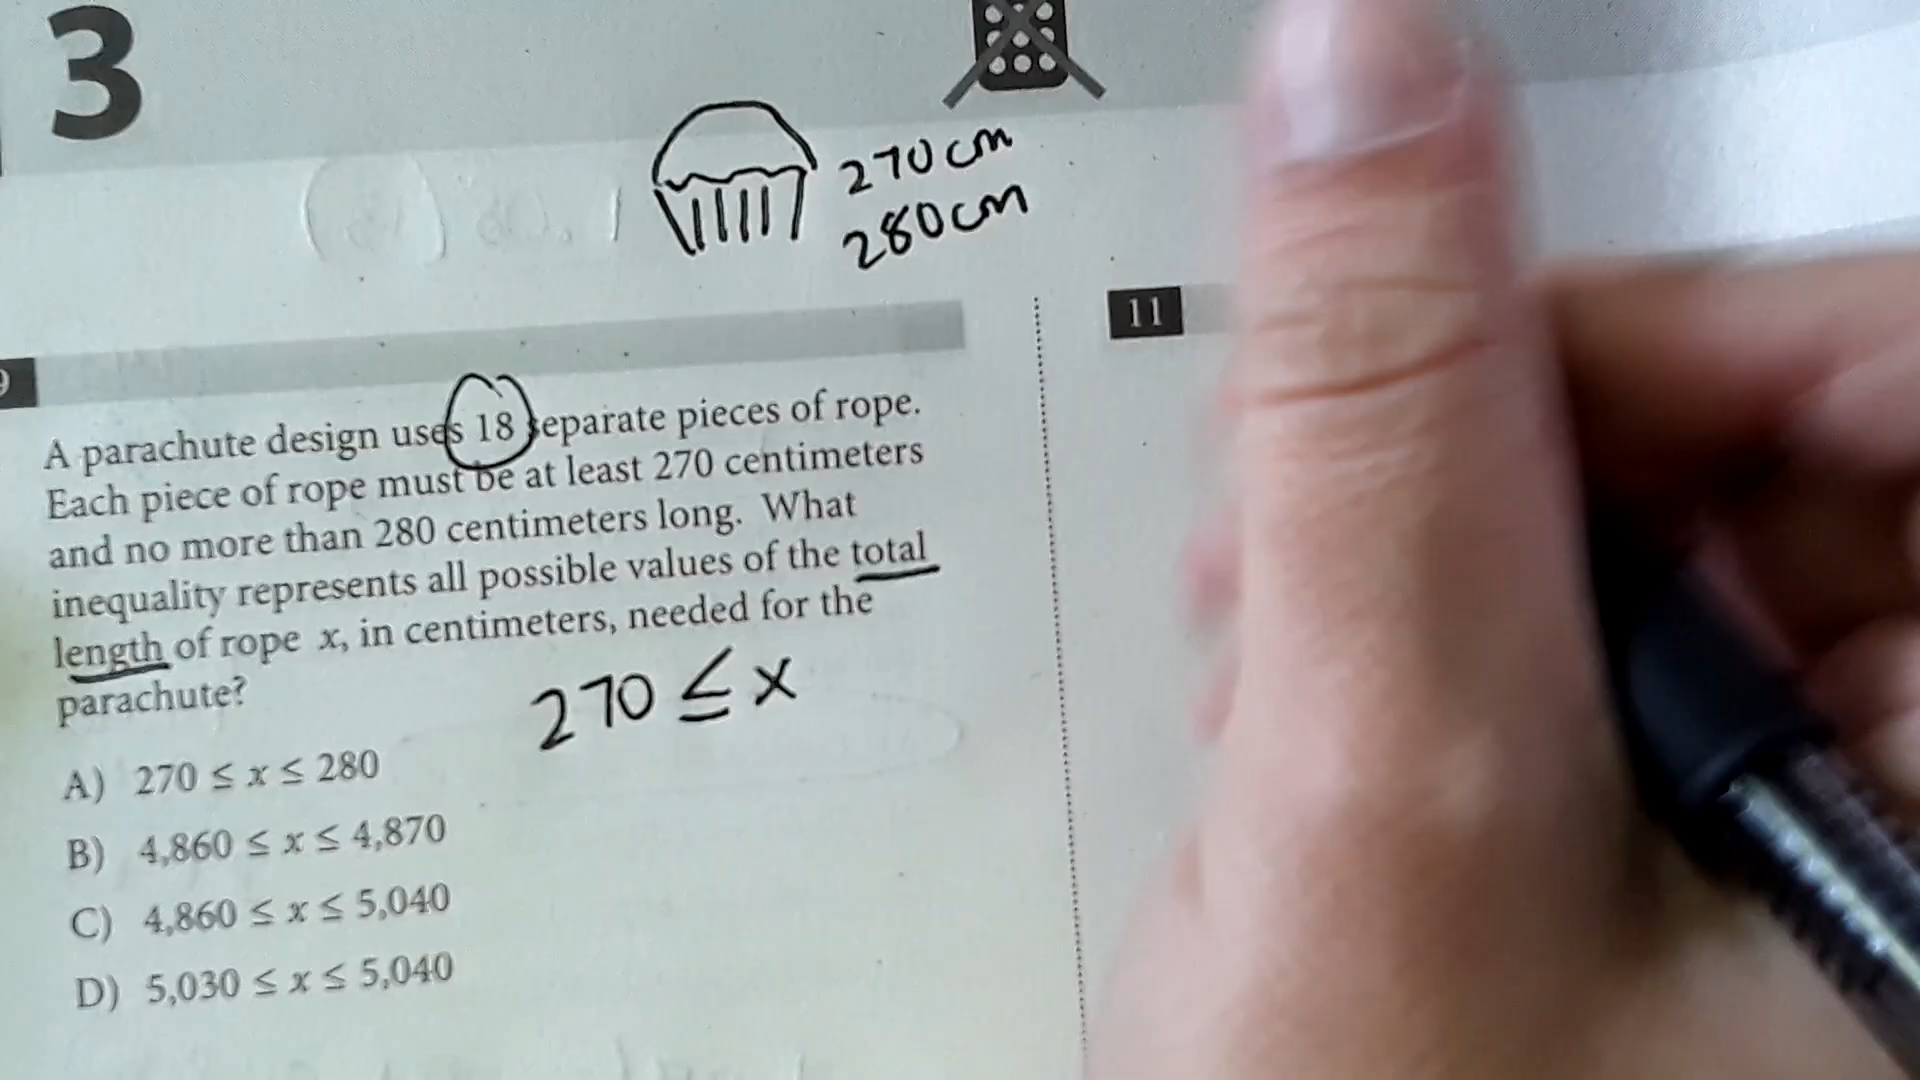 3
270 cm
280 cm
9
A parachute design uses 18 separate pieces of rope.
Each piece of rope must be at least 270 centimeters
and no more than 280 centimeters long. What
inequality represents all possible values of the total
length of rope x, in centimeters, needed for the
parachute?
270 ≤ x
A) 270 ≤ x ≤ 280
B) 4,860 ≤ x ≤ 4,870
C) 4,860 ≤ x ≤ 5,040
D) 5,030 ≤ x ≤ 5,040
11